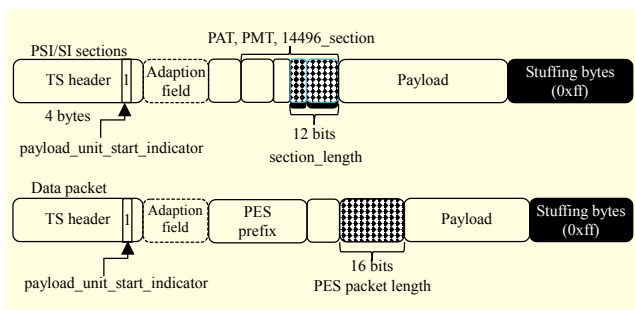 PAT, PMT, 14496_section
PSI/SI sections
TS header
1
Adaption
field
Payload
Stuffing bytes
(0xff)
4 bytes
12 bits
payload_unit_start_indicator
section_length
Data packet
TS header
1
Adaption
field
PES
prefix
Payload
Stuffing bytes
(0xff)
16 bits
payload_unit_start_indicator
PES packet length